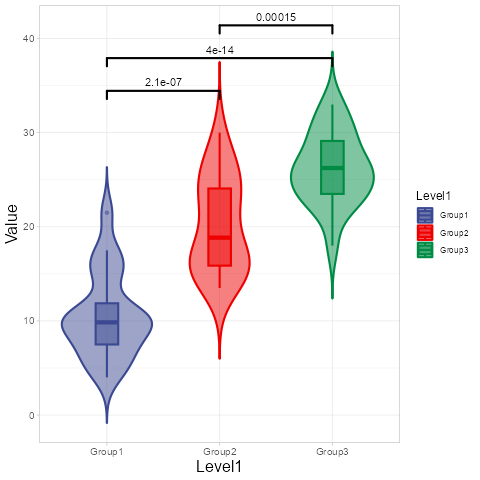 0.00015
4e-14
2.1e-07
40
30
20
10
0
Value
Group1 Group2 Group3
Level1
Level1
Group1
Group2
Group3